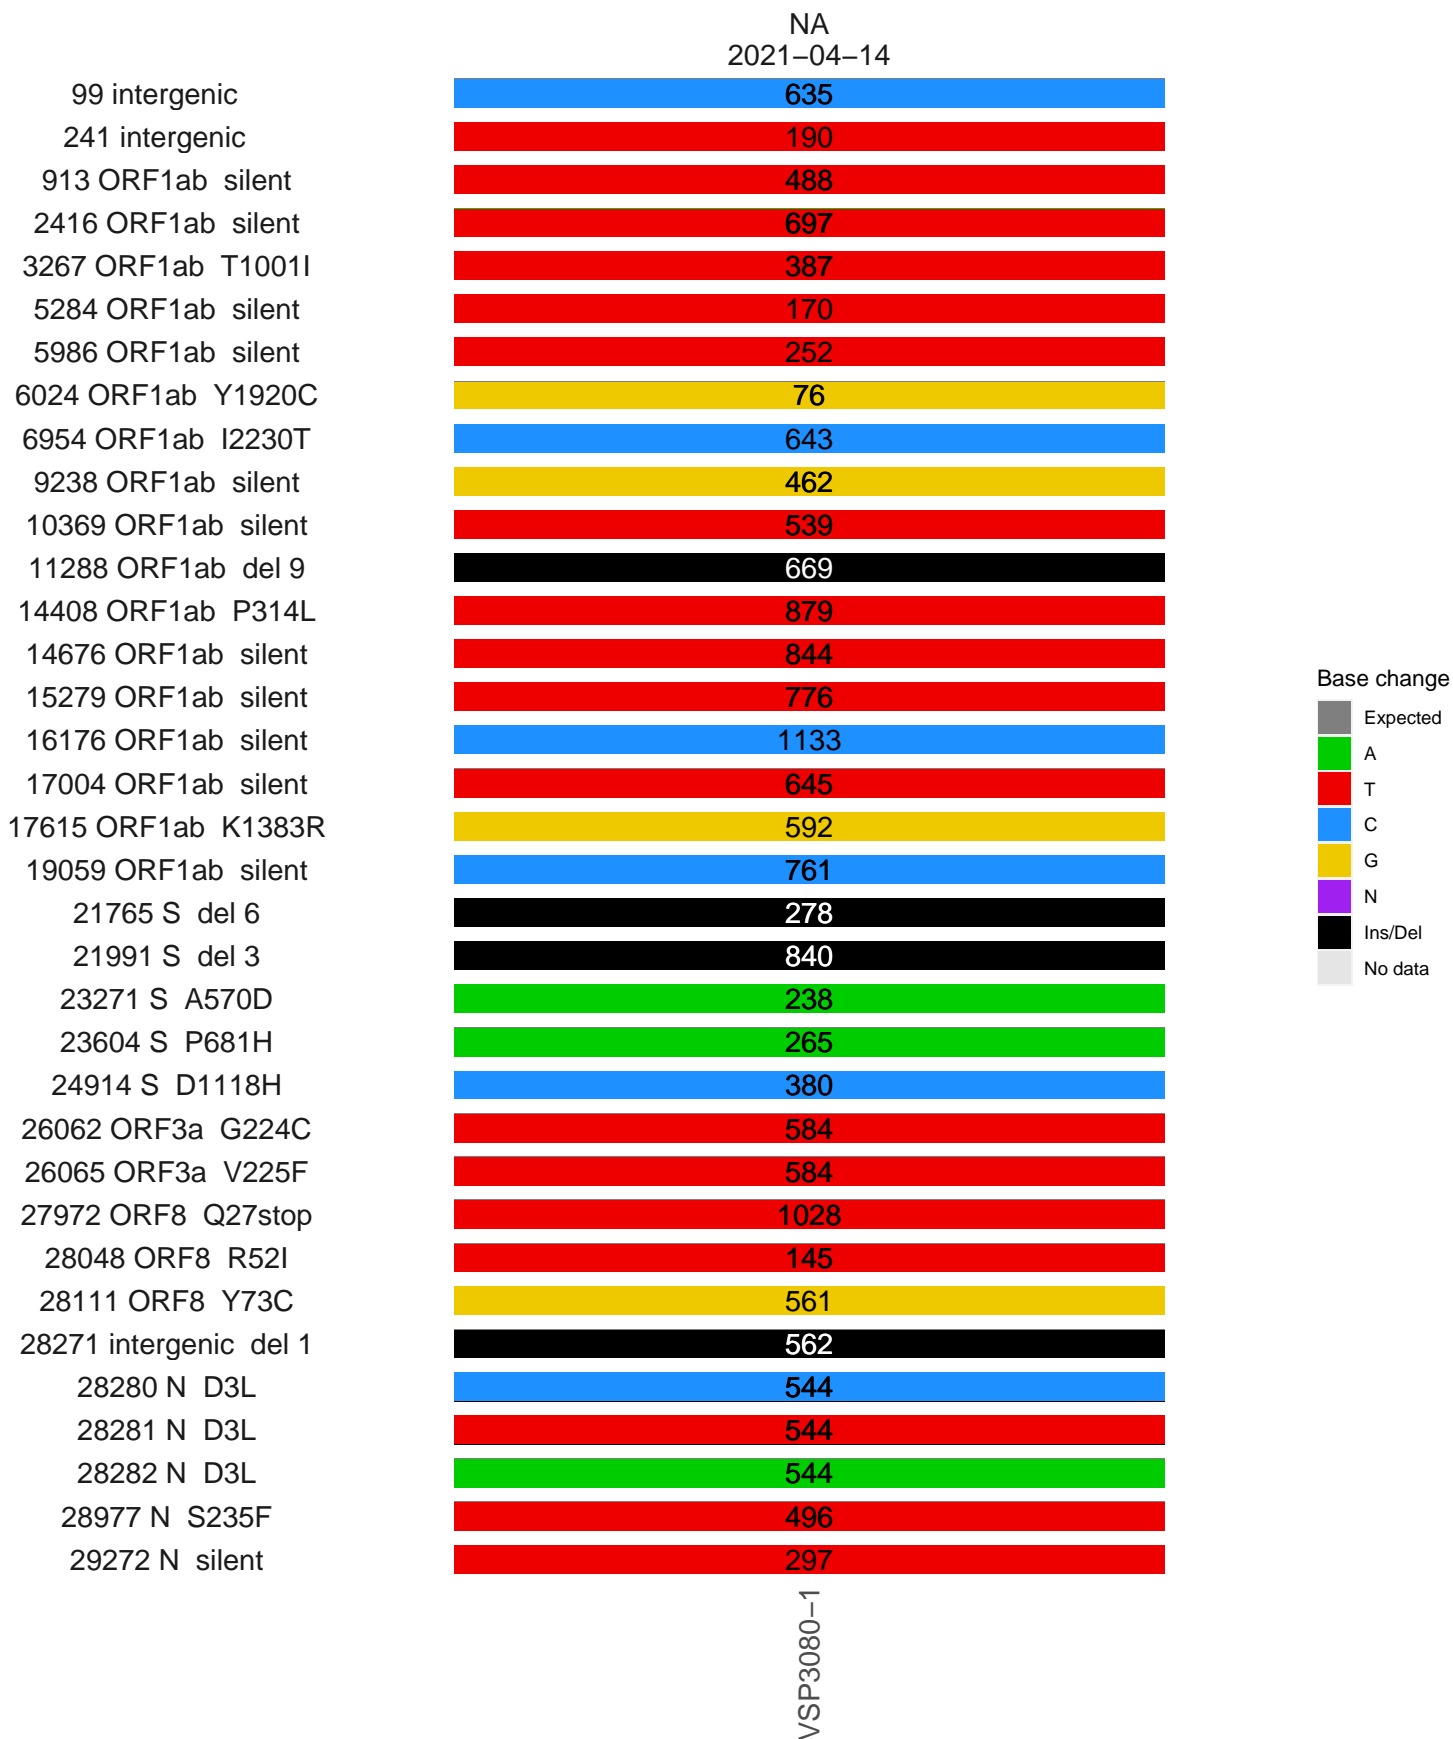 NA
2021−04−14
99 intergenic 635
241 intergenic 190
913 ORF1ab silent 488
2416 ORF1ab silent 697
3267 ORF1ab T1001I 387
5284 ORF1ab silent 170
5986 ORF1ab silent 252
6024 ORF1ab Y1920C 76
6954 ORF1ab I2230T 643
9238 ORF1ab silent 462
10369 ORF1ab silent 539
11288 ORF1ab del 9 669
14408 ORF1ab P314L 879
14676 ORF1ab silent 844
15279 ORF1ab silent 776
16176 ORF1ab silent 1133
17004 ORF1ab silent 645
17615 ORF1ab K1383R 592
19059 ORF1ab silent 761
21765 S del 6 278
21991 S del 3 840
23271 S A570D 238
23604 S P681H 265
24914 S D1118H 380
26062 ORF3a G224C 584
26065 ORF3a V225F 584
27972 ORF8 Q27stop 1028
28048 ORF8 R52I 145
28111 ORF8 Y73C 561
28271 intergenic del 1 562
28280 N D3L 544
28281 N D3L 544
28282 N D3L 544
28977 N S235F 496
29272 N silent 297
VSP3080−1
Base change
Expected
A
T
C
G
N
Ins/Del
No data